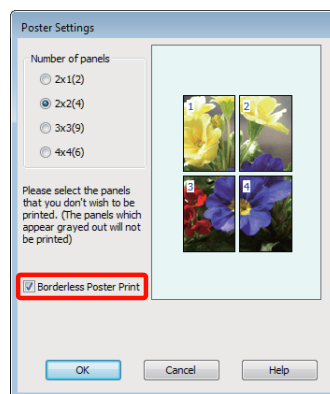 Poster Settings
Number of panels
2x1(2)
2x2(4)
3x3(9)
4x4(6)
1 2
3 4
Please select the panels
that you don't wish to be
printed. (The panels which
appear grayed out will not
be printed)
Borderless Poster Print
OK Cancel Help